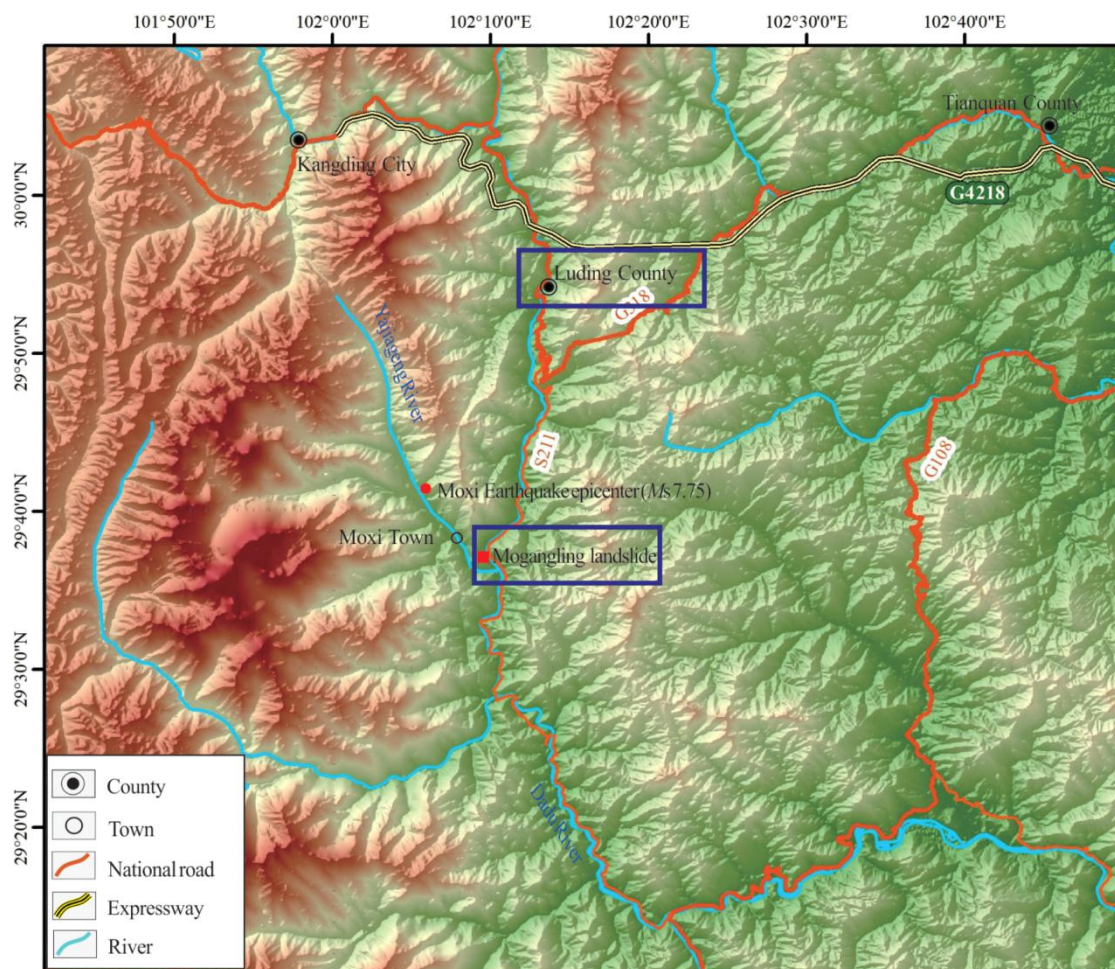 101°50'0"E
102°0'0"E
102°10'0"E
102°20'0"E
102°30'0"E
102°40'0"E
Tianquan County
Kangding City
30°0'0"N
G4218
Luding County
G318
29°50'0"N
Yajiageng River
S211
G108
Moxi Earthquake epicenter (Ms 7.75)
29°40'0"N
Moxi Town
Mogangling landslide
29°30'0"N
29°20'0"N
Dadu River
County
Town
National road
Expressway
River